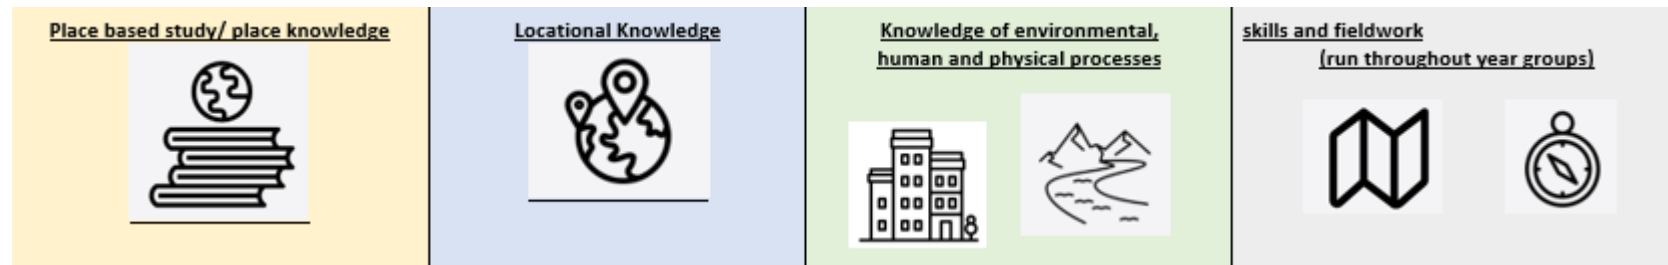 Place based study/ place knowledge
Locational Knowledge
Knowledge of environmental,
human and physical processes
skills and fieldwork
(run throughout year groups)